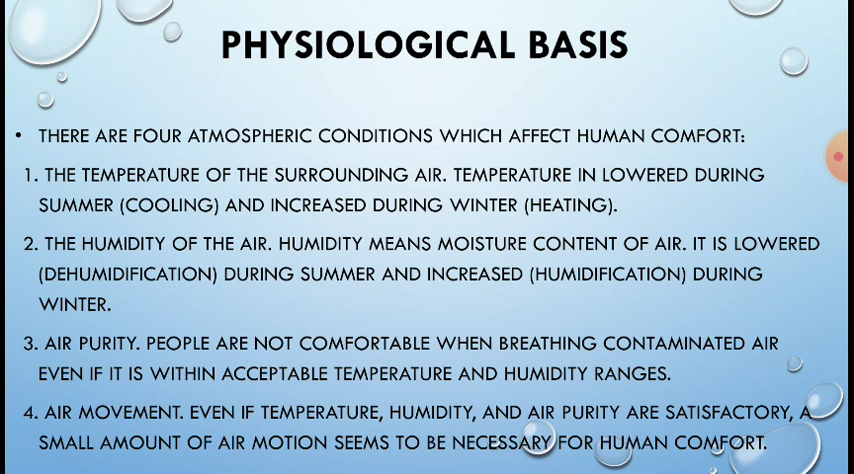 PHYSIOLOGICAL BASIS
• THERE ARE FOUR ATMOSPHERIC CONDITIONS WHICH AFFECT HUMAN COMFORT:
1. THE TEMPERATURE OF THE SURROUNDING AIR. TEMPERATURE IN LOWERED DURING
SUMMER (COOLING) AND INCREASED DURING WINTER (HEATING).
2. THE HUMIDITY OF THE AIR. HUMIDITY MEANS MOISTURE CONTENT OF AIR. IT IS LOWERED
(DEHUMIDIFICATION) DURING SUMMER AND INCREASED (HUMIDIFICATION) DURING
WINTER.
3. AIR PURITY. PEOPLE ARE NOT COMFORTABLE WHEN BREATHING CONTAMINATED AIR
EVEN IF IT IS WITHIN ACCEPTABLE TEMPERATURE AND HUMIDITY RANGES.
4. AIR MOVEMENT. EVEN IF TEMPERATURE, HUMIDITY, AND AIR PURITY ARE SATISFACTORY, A
SMALL AMOUNT OF AIR MOTION SEEMS TO BE NECESSARY FOR HUMAN COMFORT.